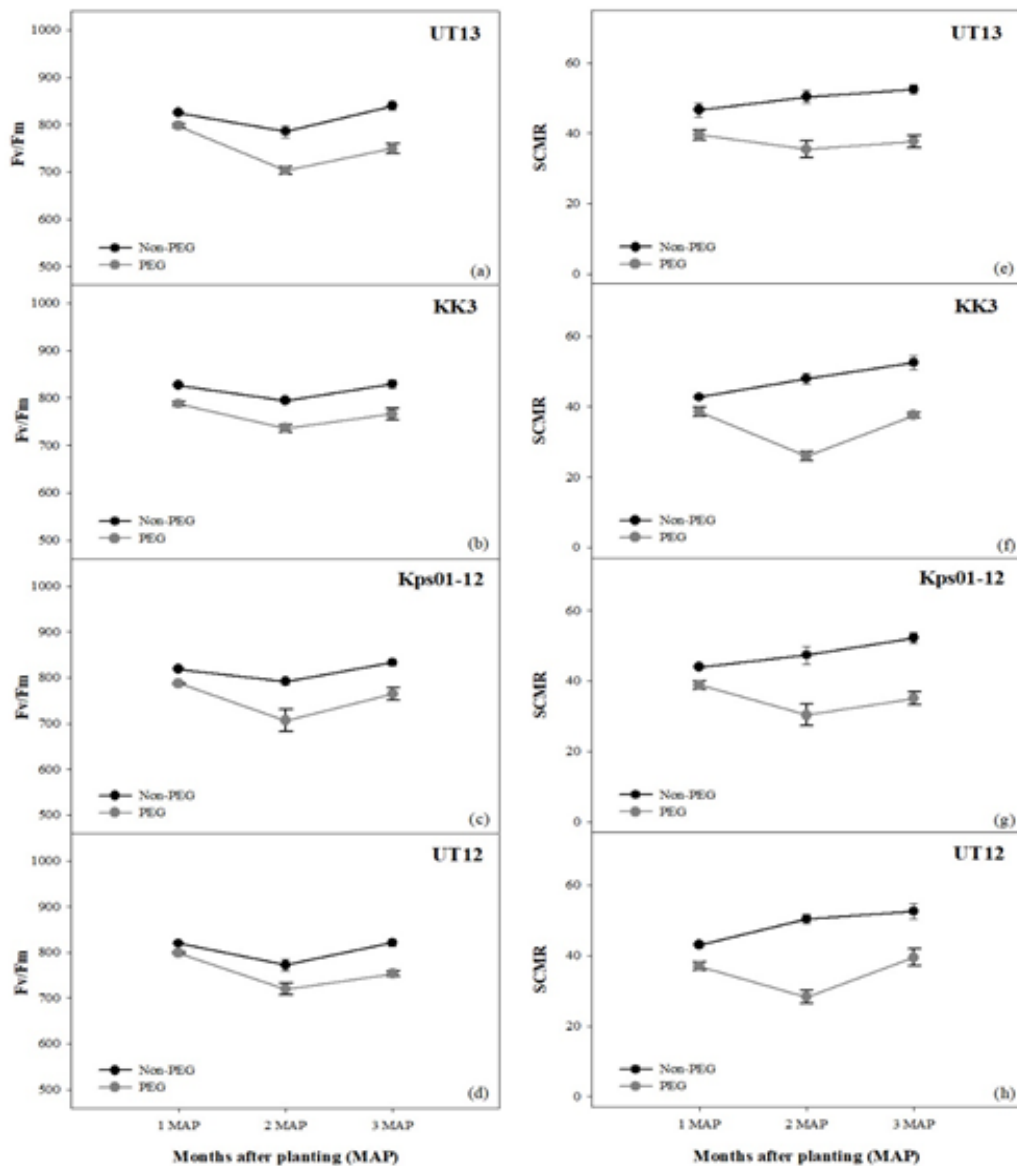 UT13
1000
900
800
700
600
500
Fv/Fm
Non-PEG
PEG
(a)
KK3
1000
900
800
700
600
500
Fv/Fm
Non-PEG
PEG
(b)
Kps01-12
1000
900
800
700
600
500
Fv/Fm
Non-PEG
PEG
(c)
UT12
1000
900
800
700
600
500
Fv/Fm
Non-PEG
PEG
(d)
1 MAP 2 MAP 3 MAP
Months after planting (MAP)
UT13
60
40
20
0
SCMR
Non-PEG
PEG
(e)
KK3
60
40
20
0
SCMR
Non-PEG
PEG
(f)
Kps01-12
60
40
20
0
SCMR
Non-PEG
PEG
(g)
UT12
60
40
20
0
SCMR
Non-PEG
PEG
(h)
1 MAP 2 MAP 3 MAP
Months after planting (MAP)